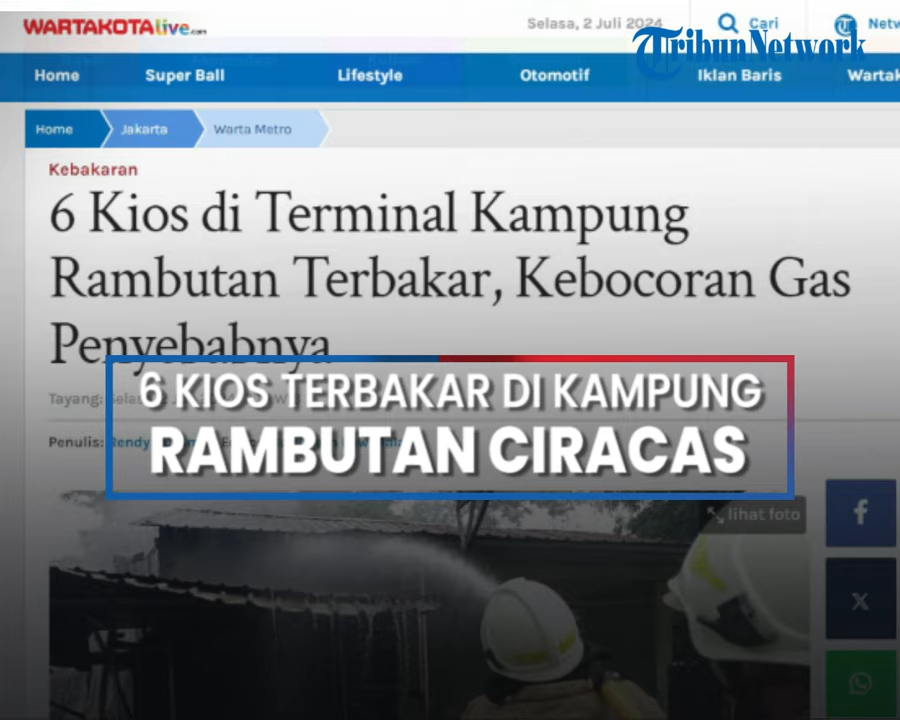 WARTAKOTAlive.com
Selasa, 2 Juli 2024
Cari
Netw
TribunNetwork
Home
Super Ball
Lifestyle
Otomotif
Iklan Baris
Wartak
Home
Jakarta
Warta Metro
Kebakaran
6 Kios di Terminal Kampung
Rambutan Terbakar, Kebocoran Gas
Penyebabnya
Tayang:
6 KIOS TERBAKAR DI KAMPUNG
Penulis:
RAMBUTAN CIRACAS
lihat foto